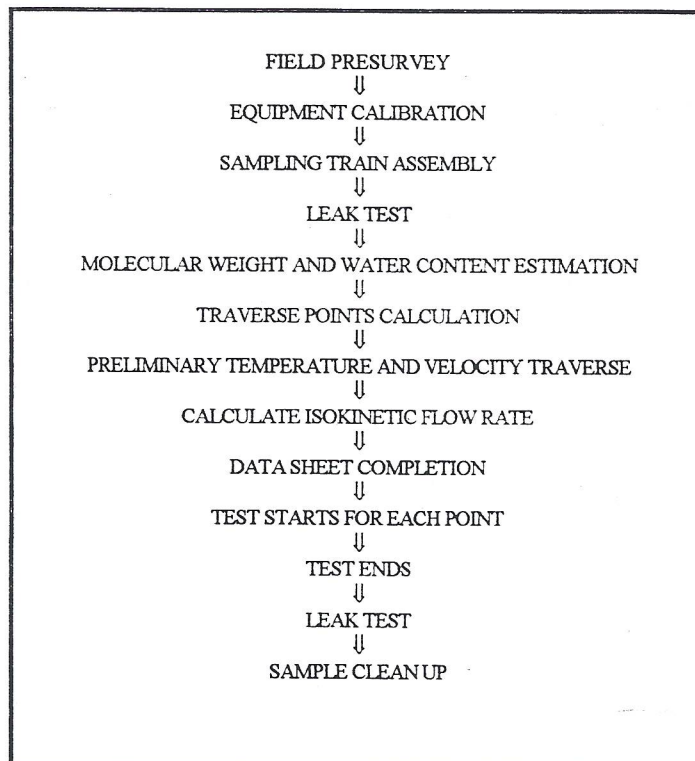 FIELD PRESURVEY
⇓
EQUIPMENT CALIBRATION
⇓
SAMPLING TRAIN ASSEMBLY
⇓
LEAK TEST
⇓
MOLECULAR WEIGHT AND WATER CONTENT ESTIMATION
⇓
TRAVERSE POINTS CALCULATION
⇓
PRELIMINARY TEMPERATURE AND VELOCITY TRAVERSE
⇓
CALCULATE ISOKINETIC FLOW RATE
⇓
DATA SHEET COMPLETION
⇓
TEST STARTS FOR EACH POINT
⇓
TEST ENDS
⇓
LEAK TEST
⇓
SAMPLE CLEAN UP